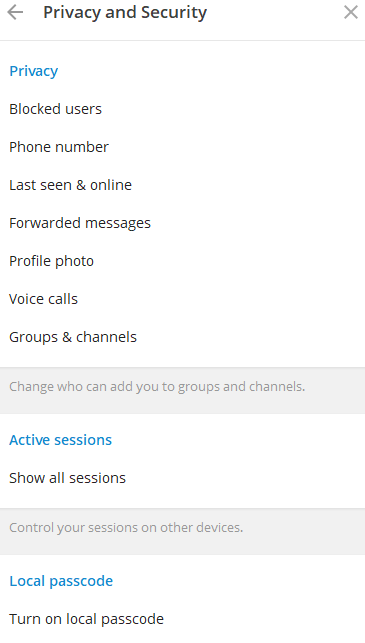 Privacy and Security
Privacy
Blocked users
Phone number
Last seen & online
Forwarded messages
Profile photo
Voice calls
Groups & channels
Change who can add you to groups and channels.
Active sessions
Show all sessions
Control your sessions on other devices.
Local passcode
Turn on local passcode